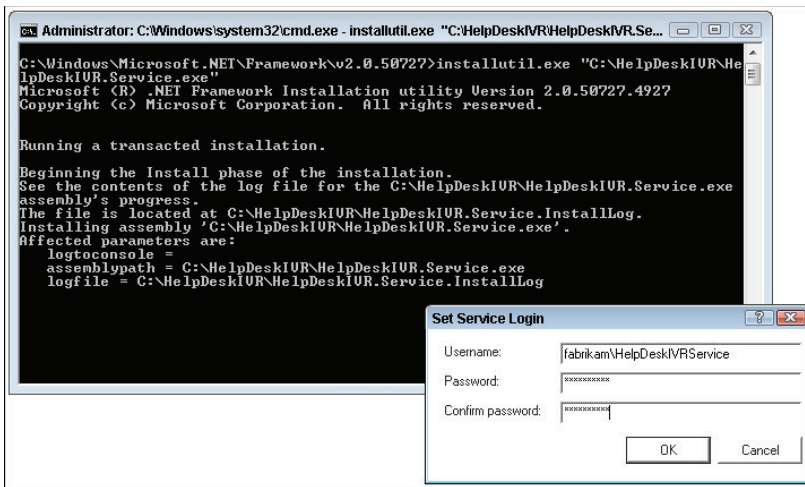 Administrator: C:\Windows\system32\cmd.exe - installutil.exe "C:\HelpDeskIVR\HelpDeskIVR.Se...
C:\Windows\Microsoft.NET\Framework\v2.0.50727>installutil.exe "C:\HelpDeskIVR\He
lpDeskIVR.Service.exe"
Microsoft (R) .NET Framework Installation utility Version 2.0.50727.4927
Copyright (c) Microsoft Corporation.  All rights reserved.
Running a transacted installation.
Beginning the Install phase of the installation.
See the contents of the log file for the C:\HelpDeskIVR\HelpDeskIVR.Service.exe
assembly's progress.
The file is located at C:\HelpDeskIVR\HelpDeskIVR.Service.InstallLog.
Installing assembly 'C:\HelpDeskIVR\HelpDeskIVR.Service.exe'.
Affected parameters are:
logtoconsole =
assemblypath = C:\HelpDeskIVR\HelpDeskIVR.Service.exe
logfile = C:\HelpDeskIVR\HelpDeskIVR.Service.InstallLog
Set Service Login
Username: fabrikam\HelpDeskIVRService
Password: **********
Confirm password: **********
OK Cancel